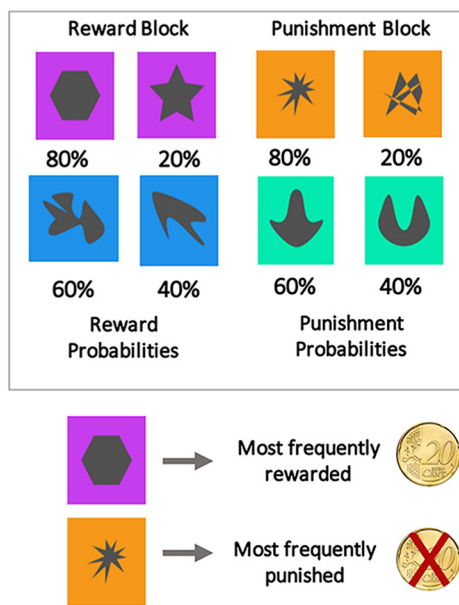 Reward Block
Punishment Block
80%
20%
80%
20%
60%
40%
60%
40%
Reward
Probabilities
Punishment
Probabilities
Most frequently
rewarded
20
Most frequently
punished